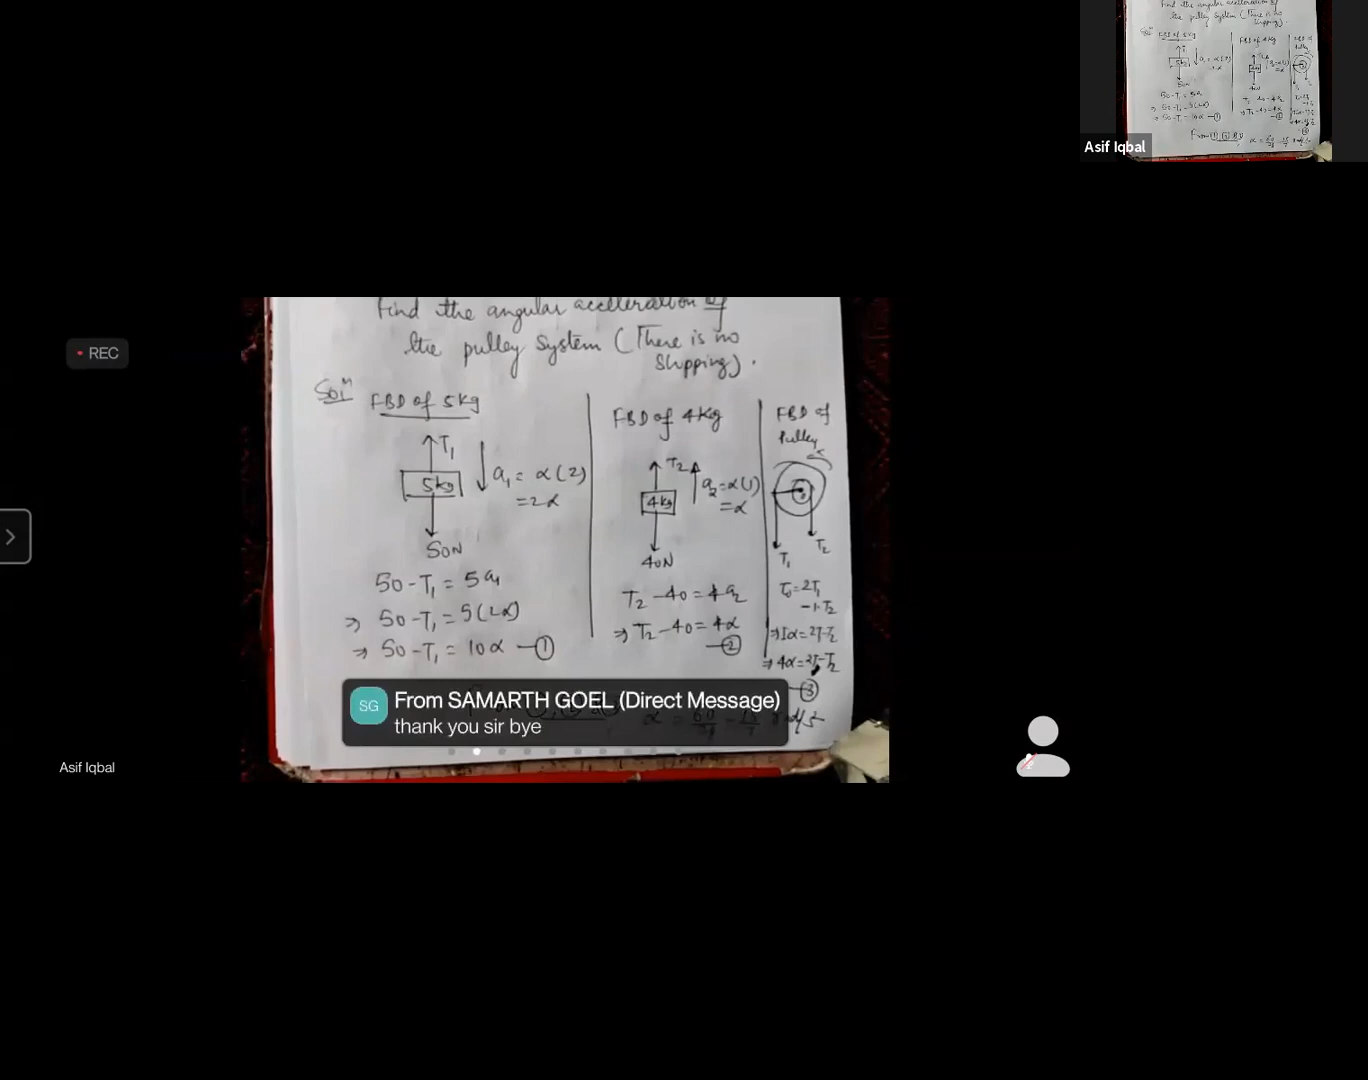 Asif Iqbal
• REC
Find the angular acceleration of
the pulley system (There is no
slipping).
Solⁿ FBD of 5kg
T₁
5kg
a₁ = α(2)
= 2α
50N
50 - T₁ = 5a₁
⇒ 50 - T₁ = 5(2α)
⇒ 50 - T₁ = 10α —①
FBD of 4kg
T₂
4kg
a₂ = α(1)
= α
40N
T₂ - 40 = 4a₂
⇒ T₂ - 40 = 4α
—②
FBD of
Pulley
T₁
T₂
τ₀ = 2T₁
- 1·T₂
⇒ Iα = 2T₁-T₂
⇒ 4α = 2T₁-T₂
—③
rad/s²
SG
From SAMARTH GOEL (Direct Message)
thank you sir bye
Asif Iqbal